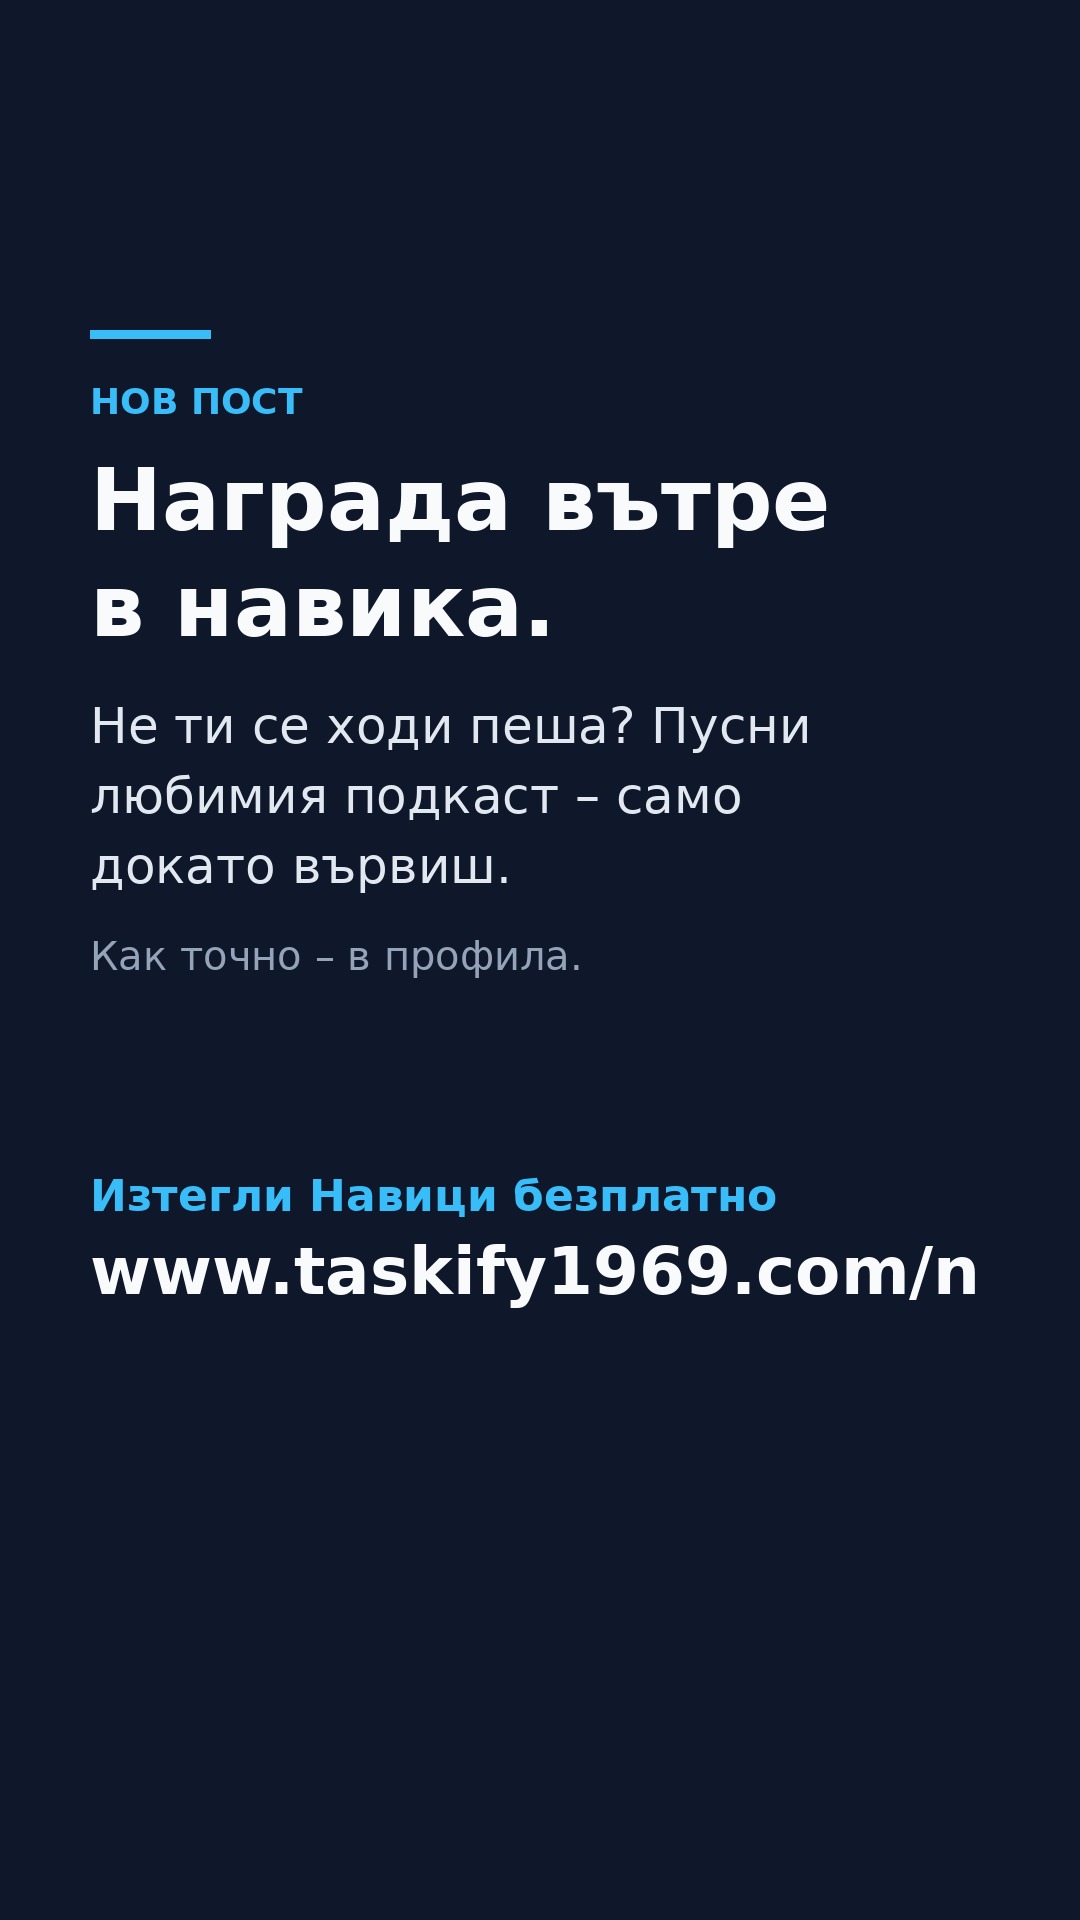 НОВ ПОСТ
Награда вътре
в навика.
Не ти се ходи пеша? Пусни
любимия подкаст – само
докато вървиш.
Как точно – в профила.
Изтегли Навици безплатно
www.taskify1969.com/n